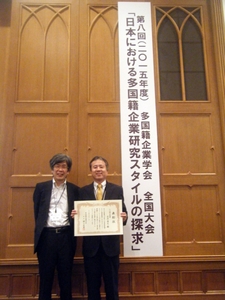 第八回(二〇一五年度) 多国籍企業学会 全国大会
「日本における多国籍企業研究スタイルの探求」